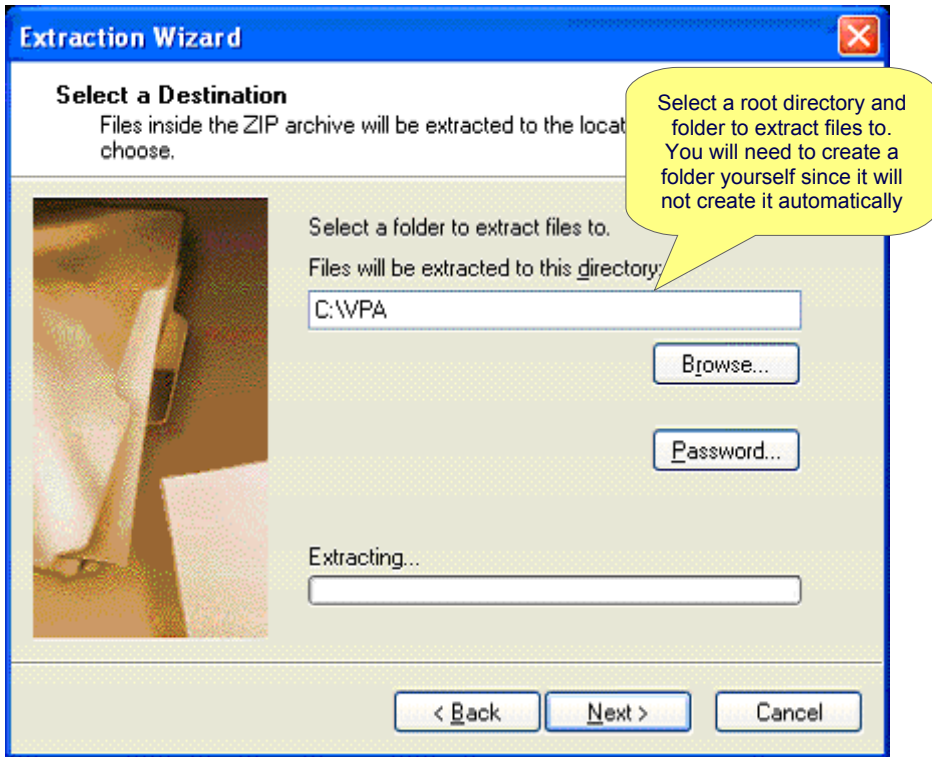 Extraction Wizard
Select a Destination
Files inside the ZIP archive will be extracted to the locat
choose.
Select a root directory and
folder to extract files to.
You will need to create a
folder yourself since it will
not create it automatically
Select a folder to extract files to.
Files will be extracted to this directory:
C:\VPA
Browse...
Password...
Extracting...
< Back
Next >
Cancel